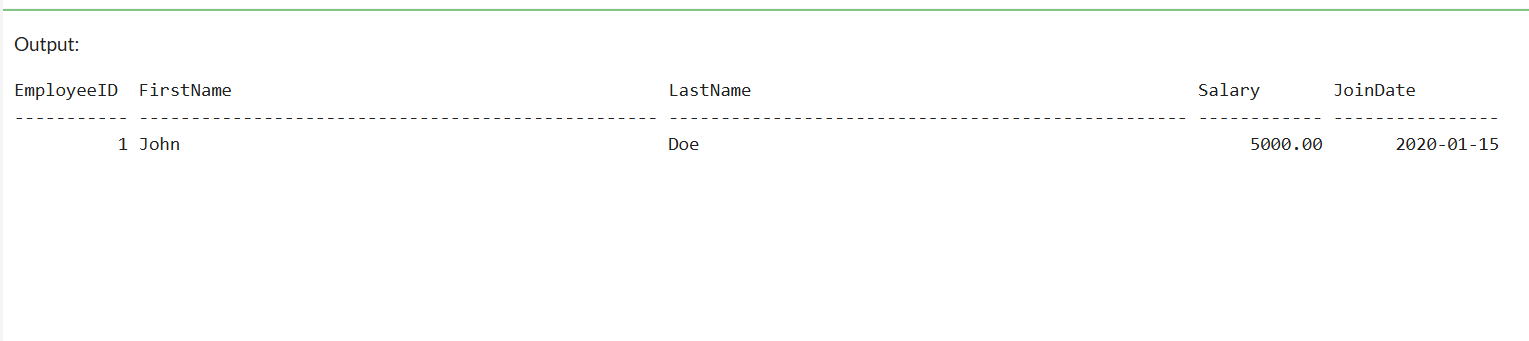 Output:
EmployeeID  FirstName                                          LastName                                           Salary       JoinDate
----------- -------------------------------------------------- -------------------------------------------------- ------------ ----------------
          1 John                                               Doe                                                     5000.00       2020-01-15